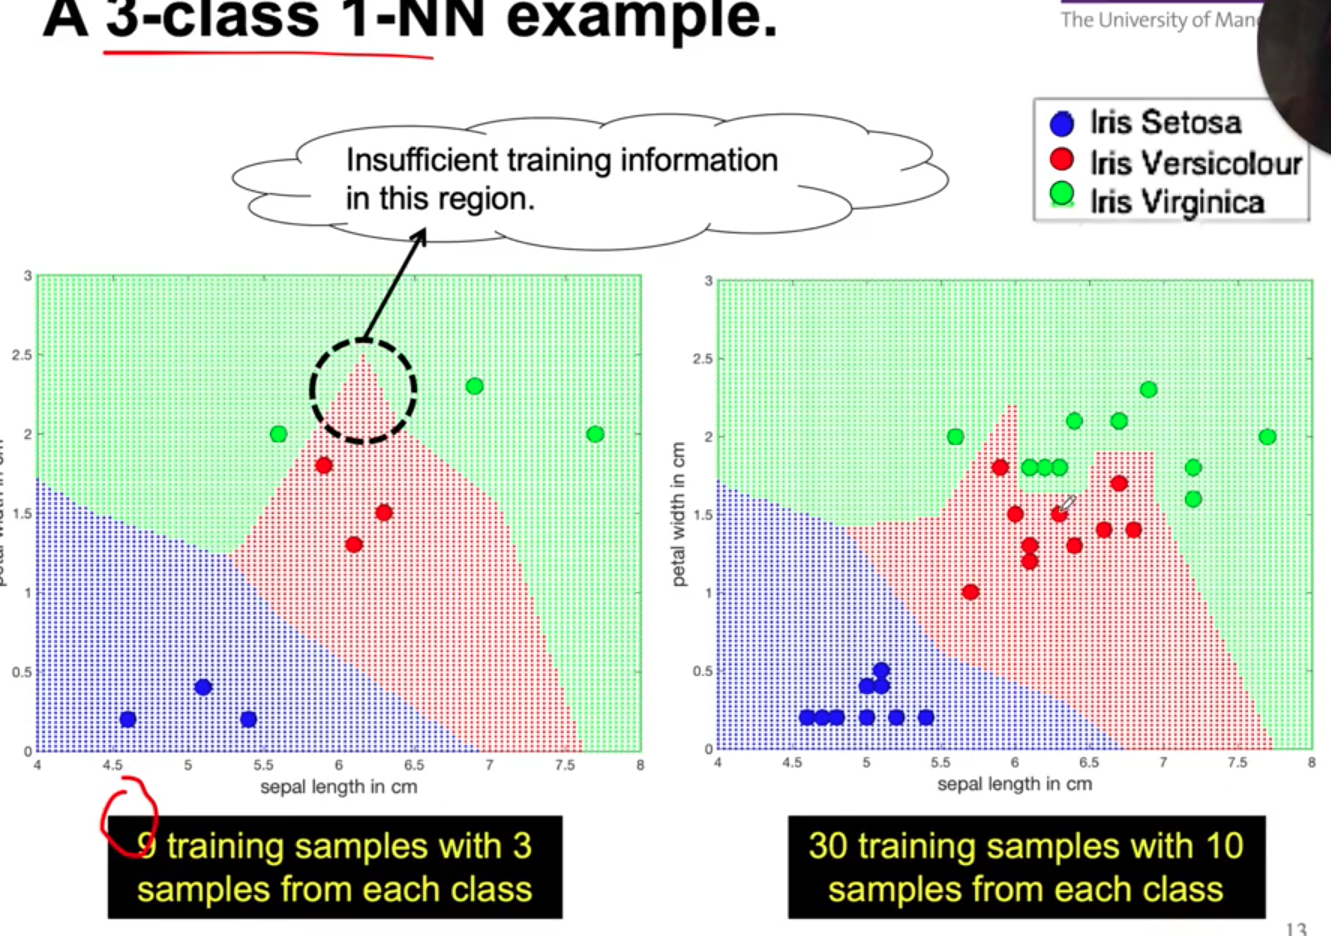 A 3-class 1-NN example.
The University of Man
Insufficient training information
in this region.
Iris Setosa
Iris Versicolour
Iris Virginica
3
2.5
2
1.5
1
0.5
0
4
4.5
5
5.5
6
6.5
7
7.5
8
petal width in cm
sepal length in cm
3
2.5
2
1.5
1
0.5
0
4
4.5
5
5.5
6
6.5
7
7.5
8
petal width in cm
sepal length in cm
9 training samples with 3
samples from each class
30 training samples with 10
samples from each class
13